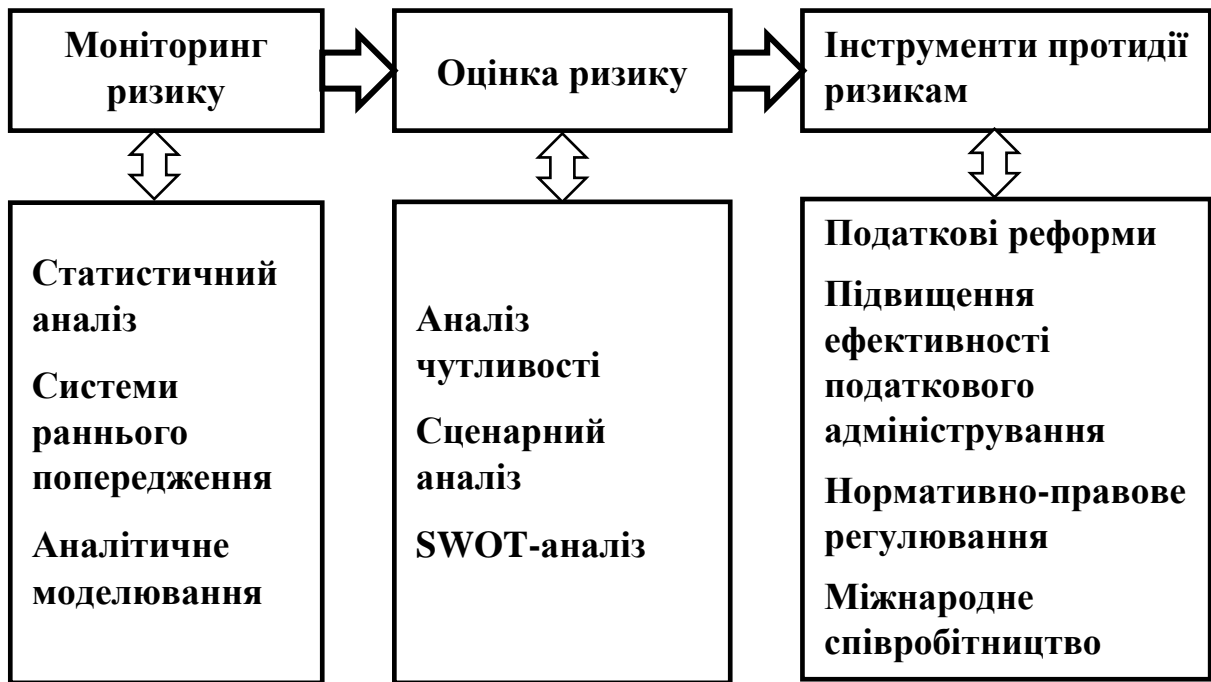 Моніторинг
ризику
Оцінка ризику
Інструменти протидії
ризикам
Статистичний
аналіз
Системи
раннього
попередження
Аналітичне
моделювання
Аналіз
чутливості
Сценарний
аналіз
SWOT-аналіз
Податкові реформи
Підвищення
ефективності
податкового
адміністрування
Нормативно-правове
регулювання
Міжнародне
співробітництво